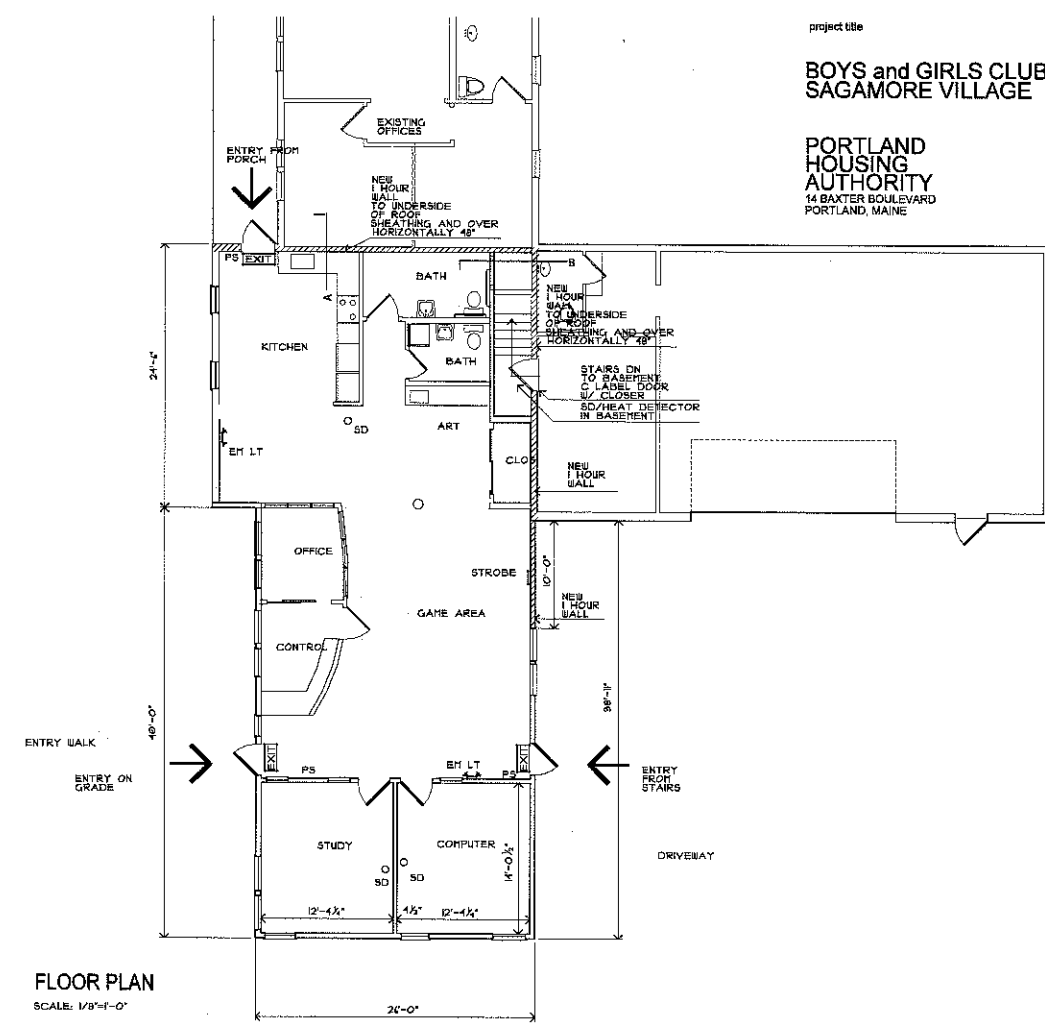 project title
BOYS and GIRLS CLUB
SAGAMORE VILLAGE
PORTLAND
HOUSING
AUTHORITY
14 BAXTER BOULEVARD
PORTLAND, MAINE
EXISTING
OFFICES
ENTRY FROM
PORCH
NEW
1 HOUR
WALL
TO UNDERSIDE
OF ROOF
SHEATHING AND OVER
HORIZONTALLY 48"
PS
EXIT
A
BATH
B
NEW
1 HOUR
WALL
TO UNDERSIDE
OF ROOF
SHEATHING AND OVER
HORIZONTALLY 48"
KITCHEN
BATH
24'-6"
STAIRS DN
TO BASEMENT
C LABEL DOOR
W/ CLOSER
SD/HEAT DETECTOR
IN BASEMENT
SD
ART
EM LT
CLOS
NEW
1 HOUR
WALL
OFFICE
STROBE
10'-0"
NEW
1 HOUR
WALL
GAME AREA
CONTROL
40'-0"
ENTRY WALK
ENTRY ON
GRADE
EXIT
PS
EM LT
PS
EXIT
ENTRY
FROM
STAIRS
STUDY
COMPUTER
14'-0 1/2"
DRIVEWAY
SD
SD
12'-4 1/4"
4 1/2"
12'-4 1/4"
FLOOR PLAN
SCALE: 1/8"=1'-0"
26'-0"